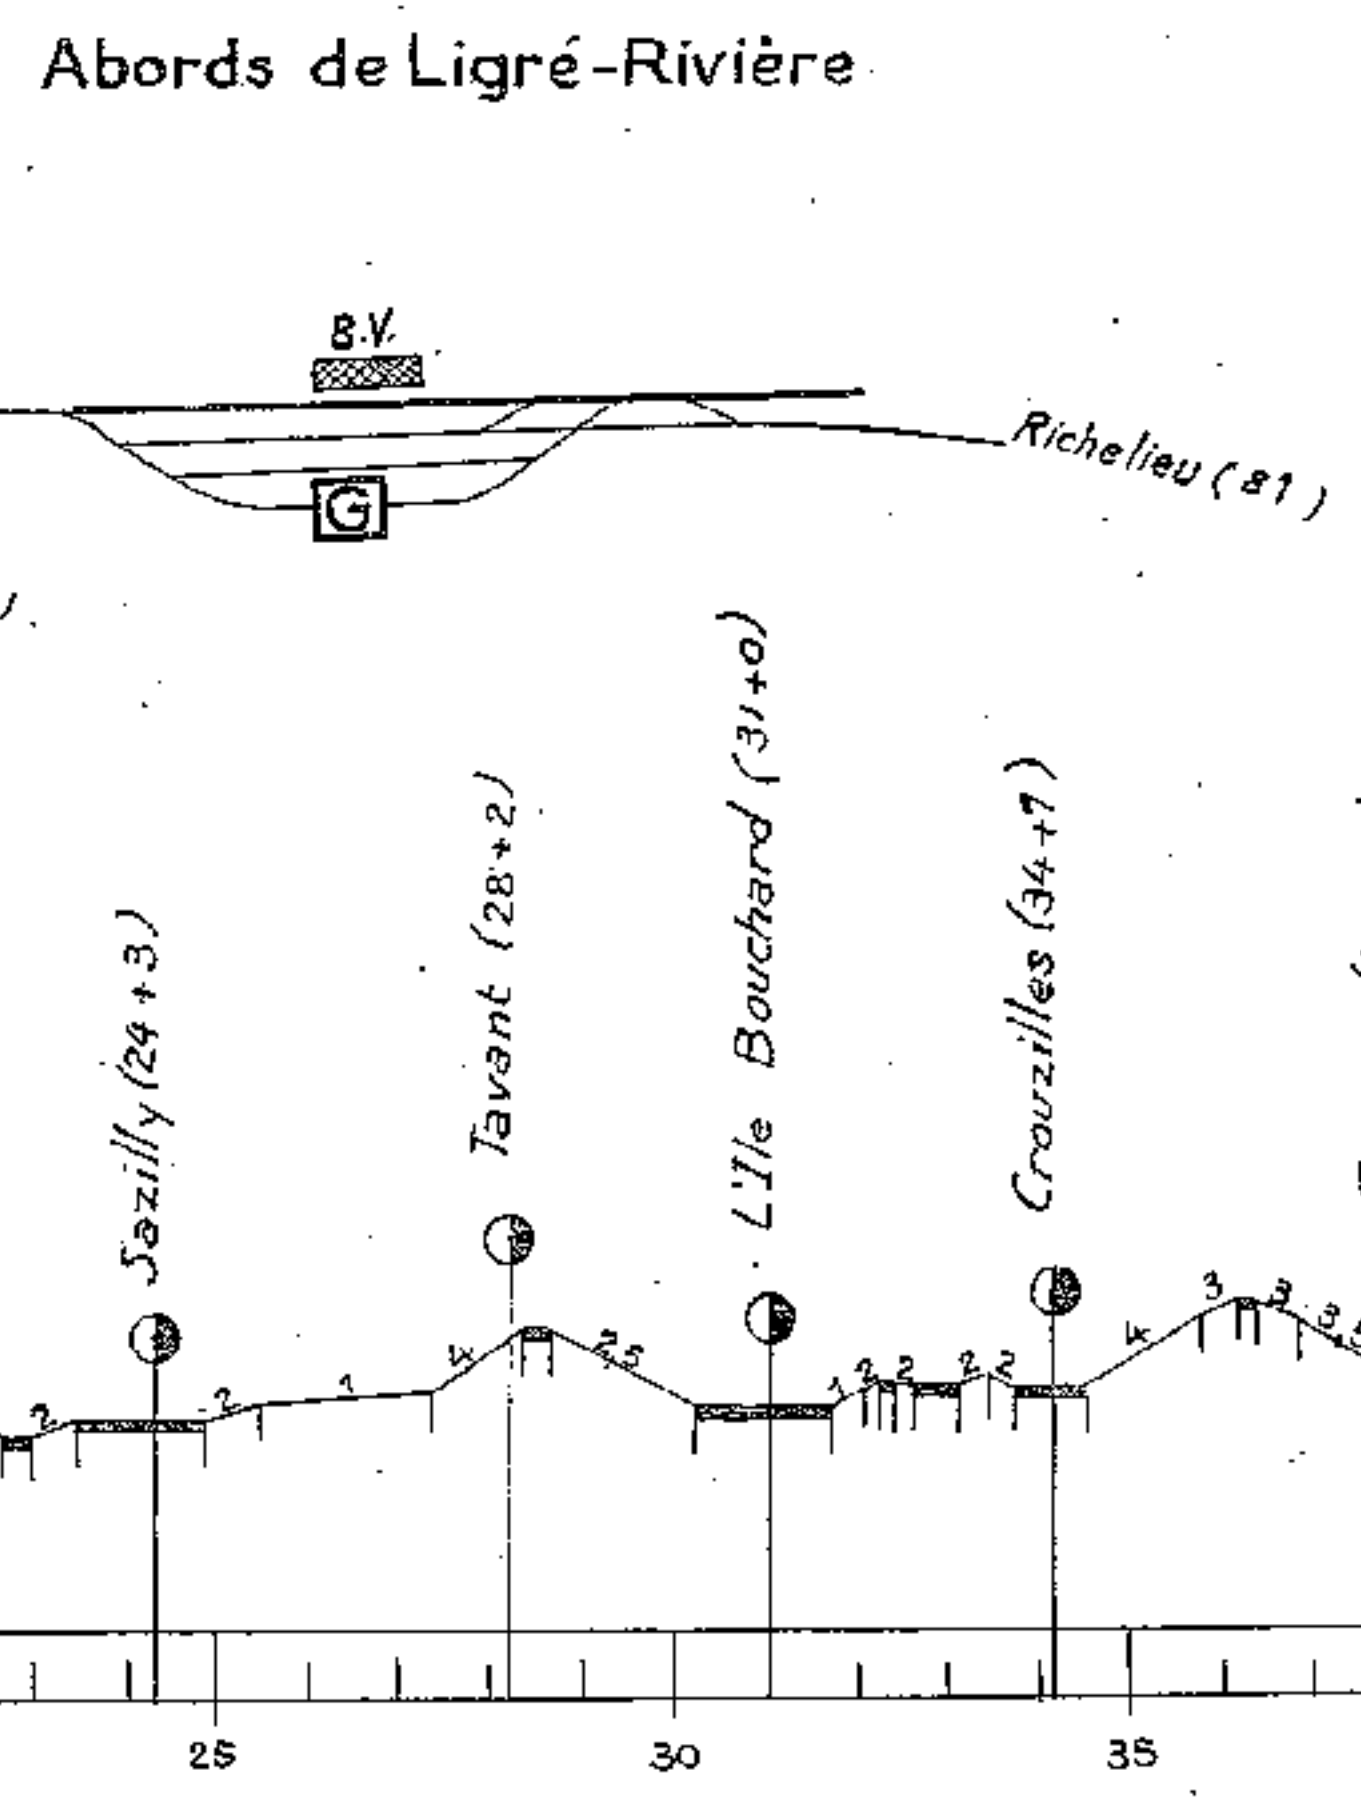 Abords de Ligré-Rivière
B.V.
Richelieu (81)
G
Sazilly (24+3)
Tavant (28+2)
L'Ile Bouchard (31+0)
Crouzilles (34+7)
2 2 1 4 2,5 1 2 2 2 2 4 3 3
25 30 35